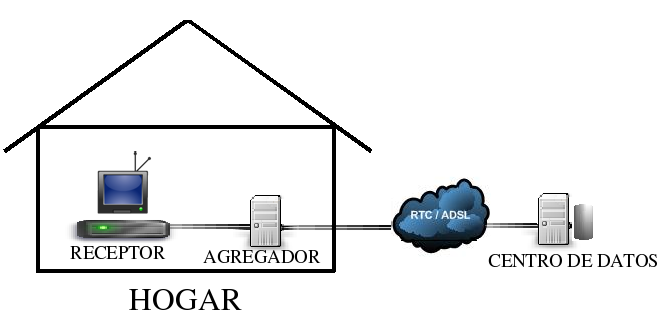 RTC / ADSL
RECEPTOR
AGREGADOR
CENTRO DE DATOS
HOGAR